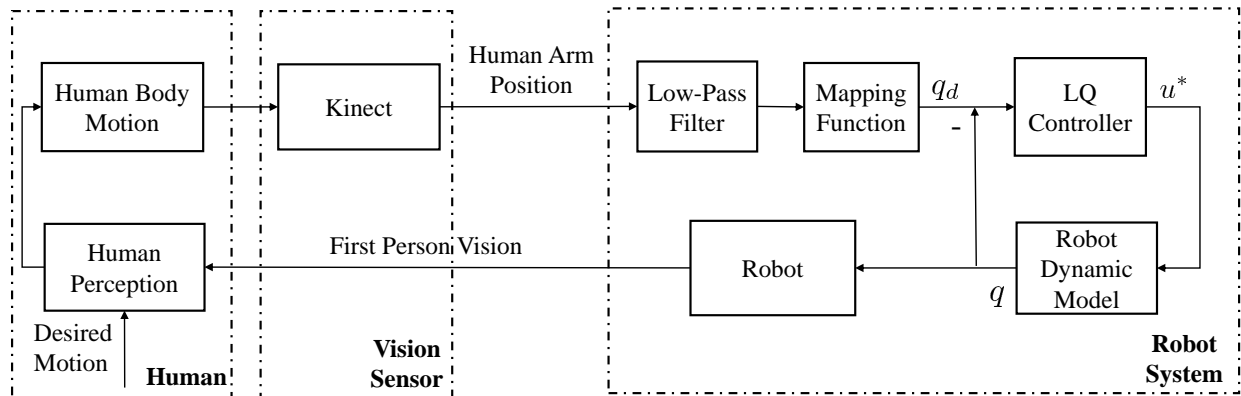 Human Body
Motion
Kinect
Human Arm
Position
Low-Pass
Filter
Mapping
Function
q_d
-
LQ
Controller
u*
Human
Perception
First Person Vision
Robot
q
Robot
Dynamic
Model
Desired
Motion
Human
Vision
Sensor
Robot
System